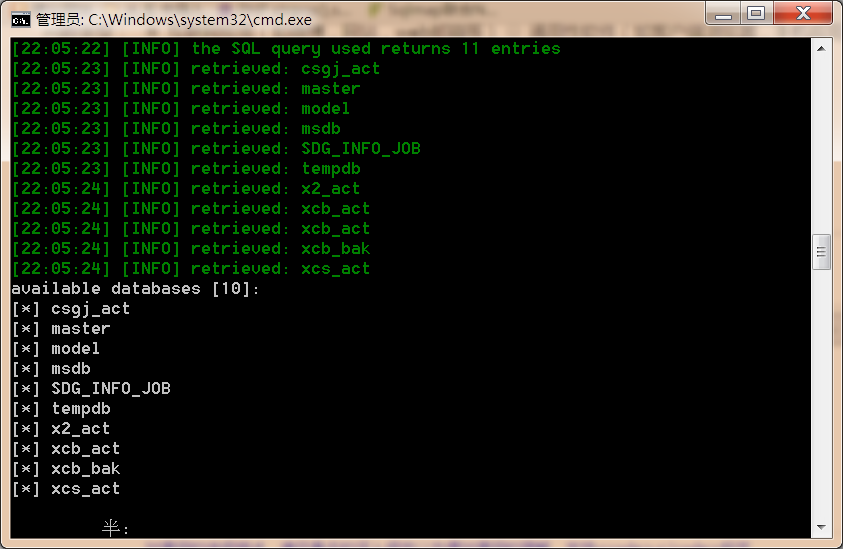 管理员: C:\Windows\system32\cmd.exe
[22:05:22] [INFO] the SQL query used returns 11 entries
[22:05:23] [INFO] retrieved: csgj_act
[22:05:23] [INFO] retrieved: master
[22:05:23] [INFO] retrieved: model
[22:05:23] [INFO] retrieved: msdb
[22:05:23] [INFO] retrieved: SDG_INFO_JOB
[22:05:23] [INFO] retrieved: tempdb
[22:05:24] [INFO] retrieved: x2_act
[22:05:24] [INFO] retrieved: xcb_act
[22:05:24] [INFO] retrieved: xcb_act
[22:05:24] [INFO] retrieved: xcb_bak
[22:05:24] [INFO] retrieved: xcs_act
available databases [10]:
[*] csgj_act
[*] master
[*] model
[*] msdb
[*] SDG_INFO_JOB
[*] tempdb
[*] x2_act
[*] xcb_act
[*] xcb_bak
[*] xcs_act
半: